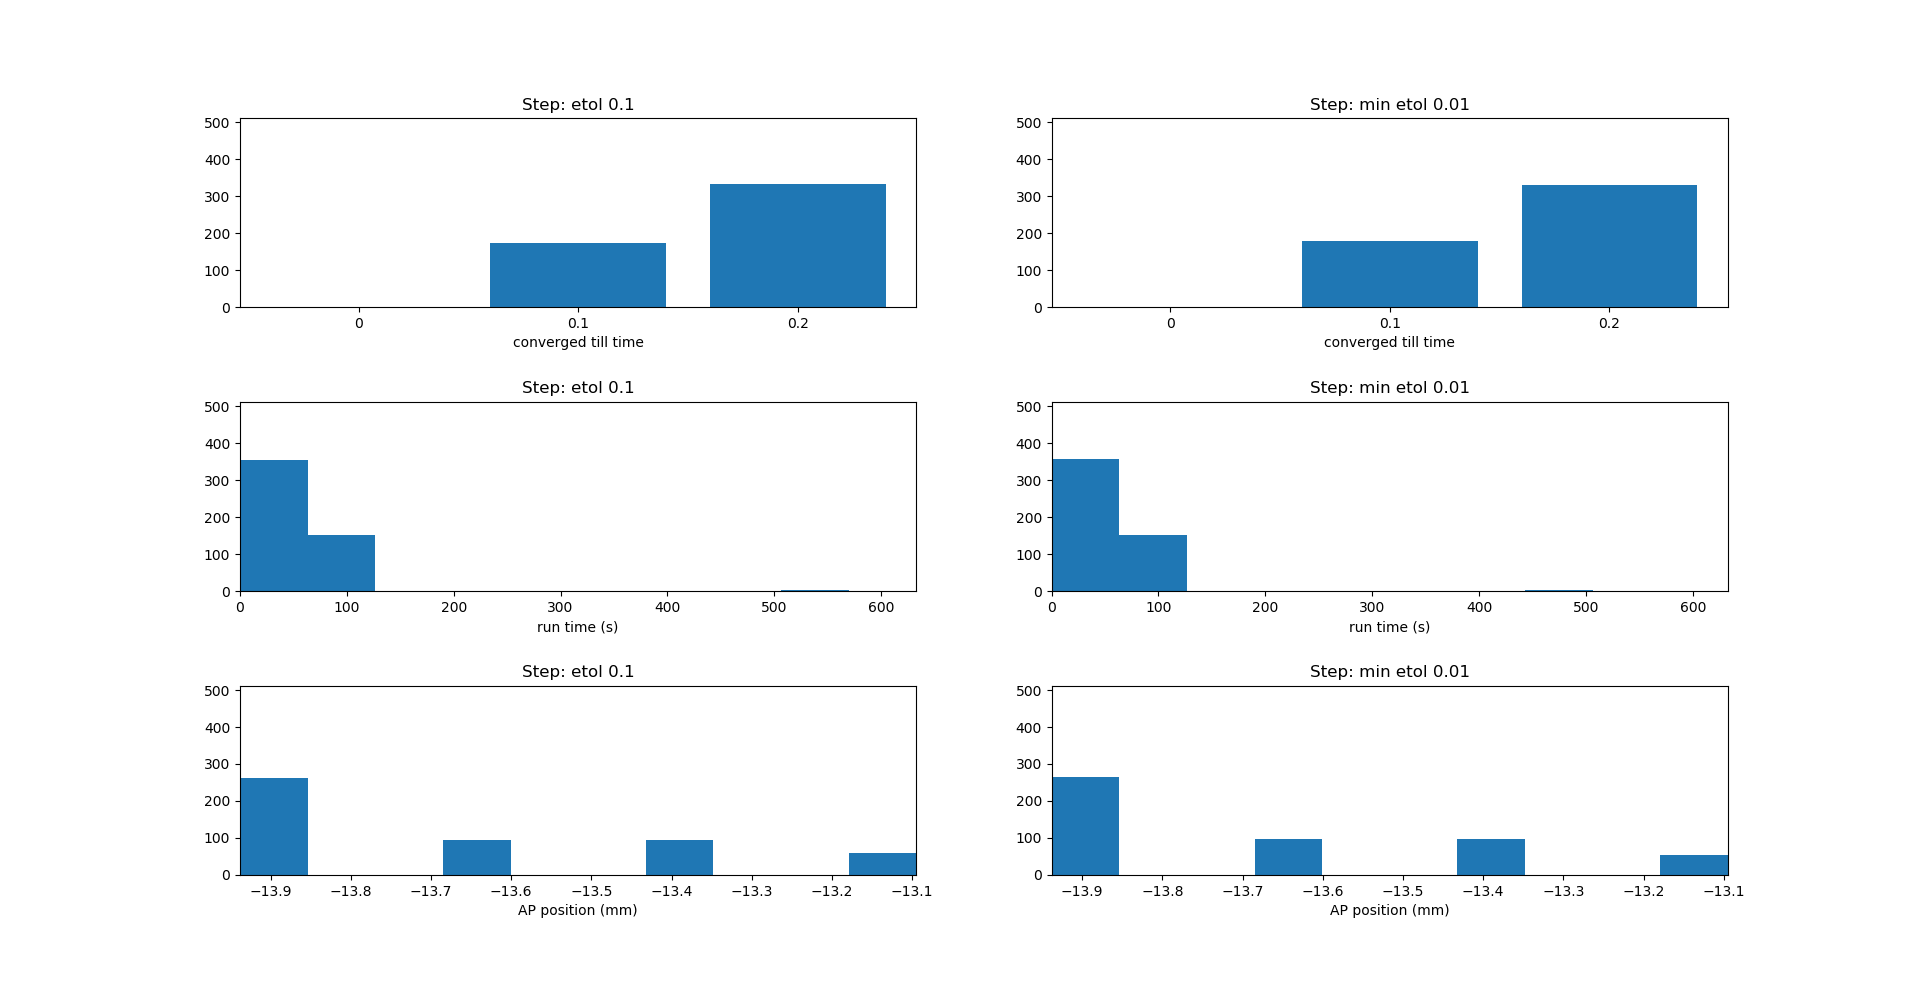 Step: etol 0.1
500
400
300
200
100
0
0 0.1 0.2
converged till time
Step: min etol 0.01
500
400
300
200
100
0
0 0.1 0.2
converged till time
Step: etol 0.1
500
400
300
200
100
0
0 100 200 300 400 500 600
run time (s)
Step: min etol 0.01
500
400
300
200
100
0
0 100 200 300 400 500 600
run time (s)
Step: etol 0.1
500
400
300
200
100
0
−13.9 −13.8 −13.7 −13.6 −13.5 −13.4 −13.3 −13.2 −13.1
AP position (mm)
Step: min etol 0.01
500
400
300
200
100
0
−13.9 −13.8 −13.7 −13.6 −13.5 −13.4 −13.3 −13.2 −13.1
AP position (mm)